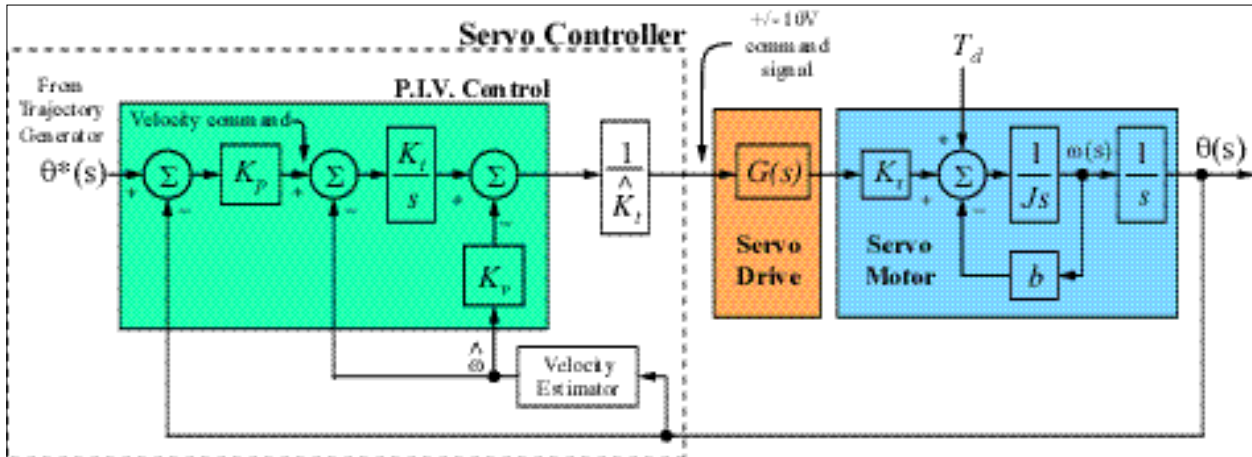 Servo Controller
+/- 10V
command
signal
T_d
P.I.V. Control
From
Trajectory
Generator
Velocity command
θ*(s)
+
−
Σ
K_p
+
−
Σ
K_i
s
+
−
Σ
K_v
1
K̂_t
G(s)
Servo
Drive
K_t
+
+
−
Σ
1
Js
ω(s)
1
s
θ(s)
b
Servo
Motor
ω̂
Velocity
Estimator